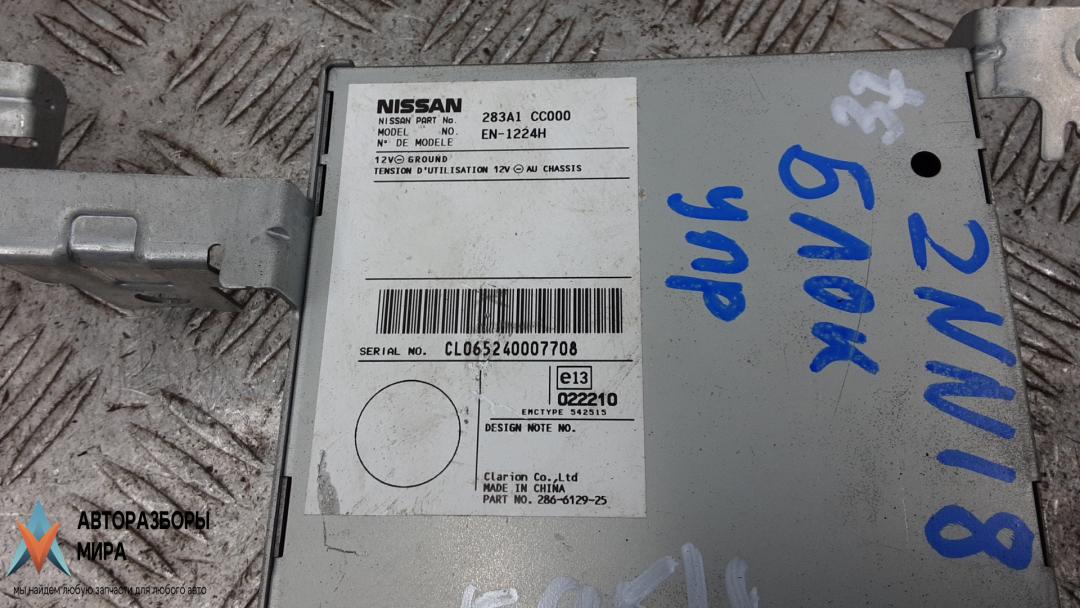 NISSAN
NISSAN PART No. 283A1 CC000
MODEL NO. EN-1224H
N° DE MODELE
12V⊖ GROUND
TENSION D'UTILISATION 12V ⊖ AU CHASSIS
SERIAL NO. CL065240007708
e13
022210
EMCTYPE 542515
DESIGN NOTE NO.
Clarion Co.,Ltd
MADE IN CHINA
PART NO. 286-6129-25
Блок
упр
2NN18
АВТОРАЗБОРЫ
МИРА
мы найдем любую запчасти для любого авто